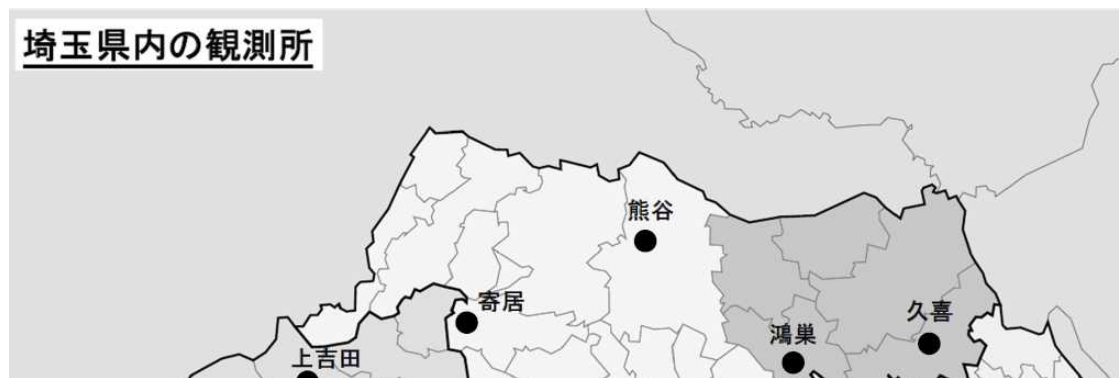 埼玉県内の観測所
熊谷
寄居
久喜
鴻巣
上吉田